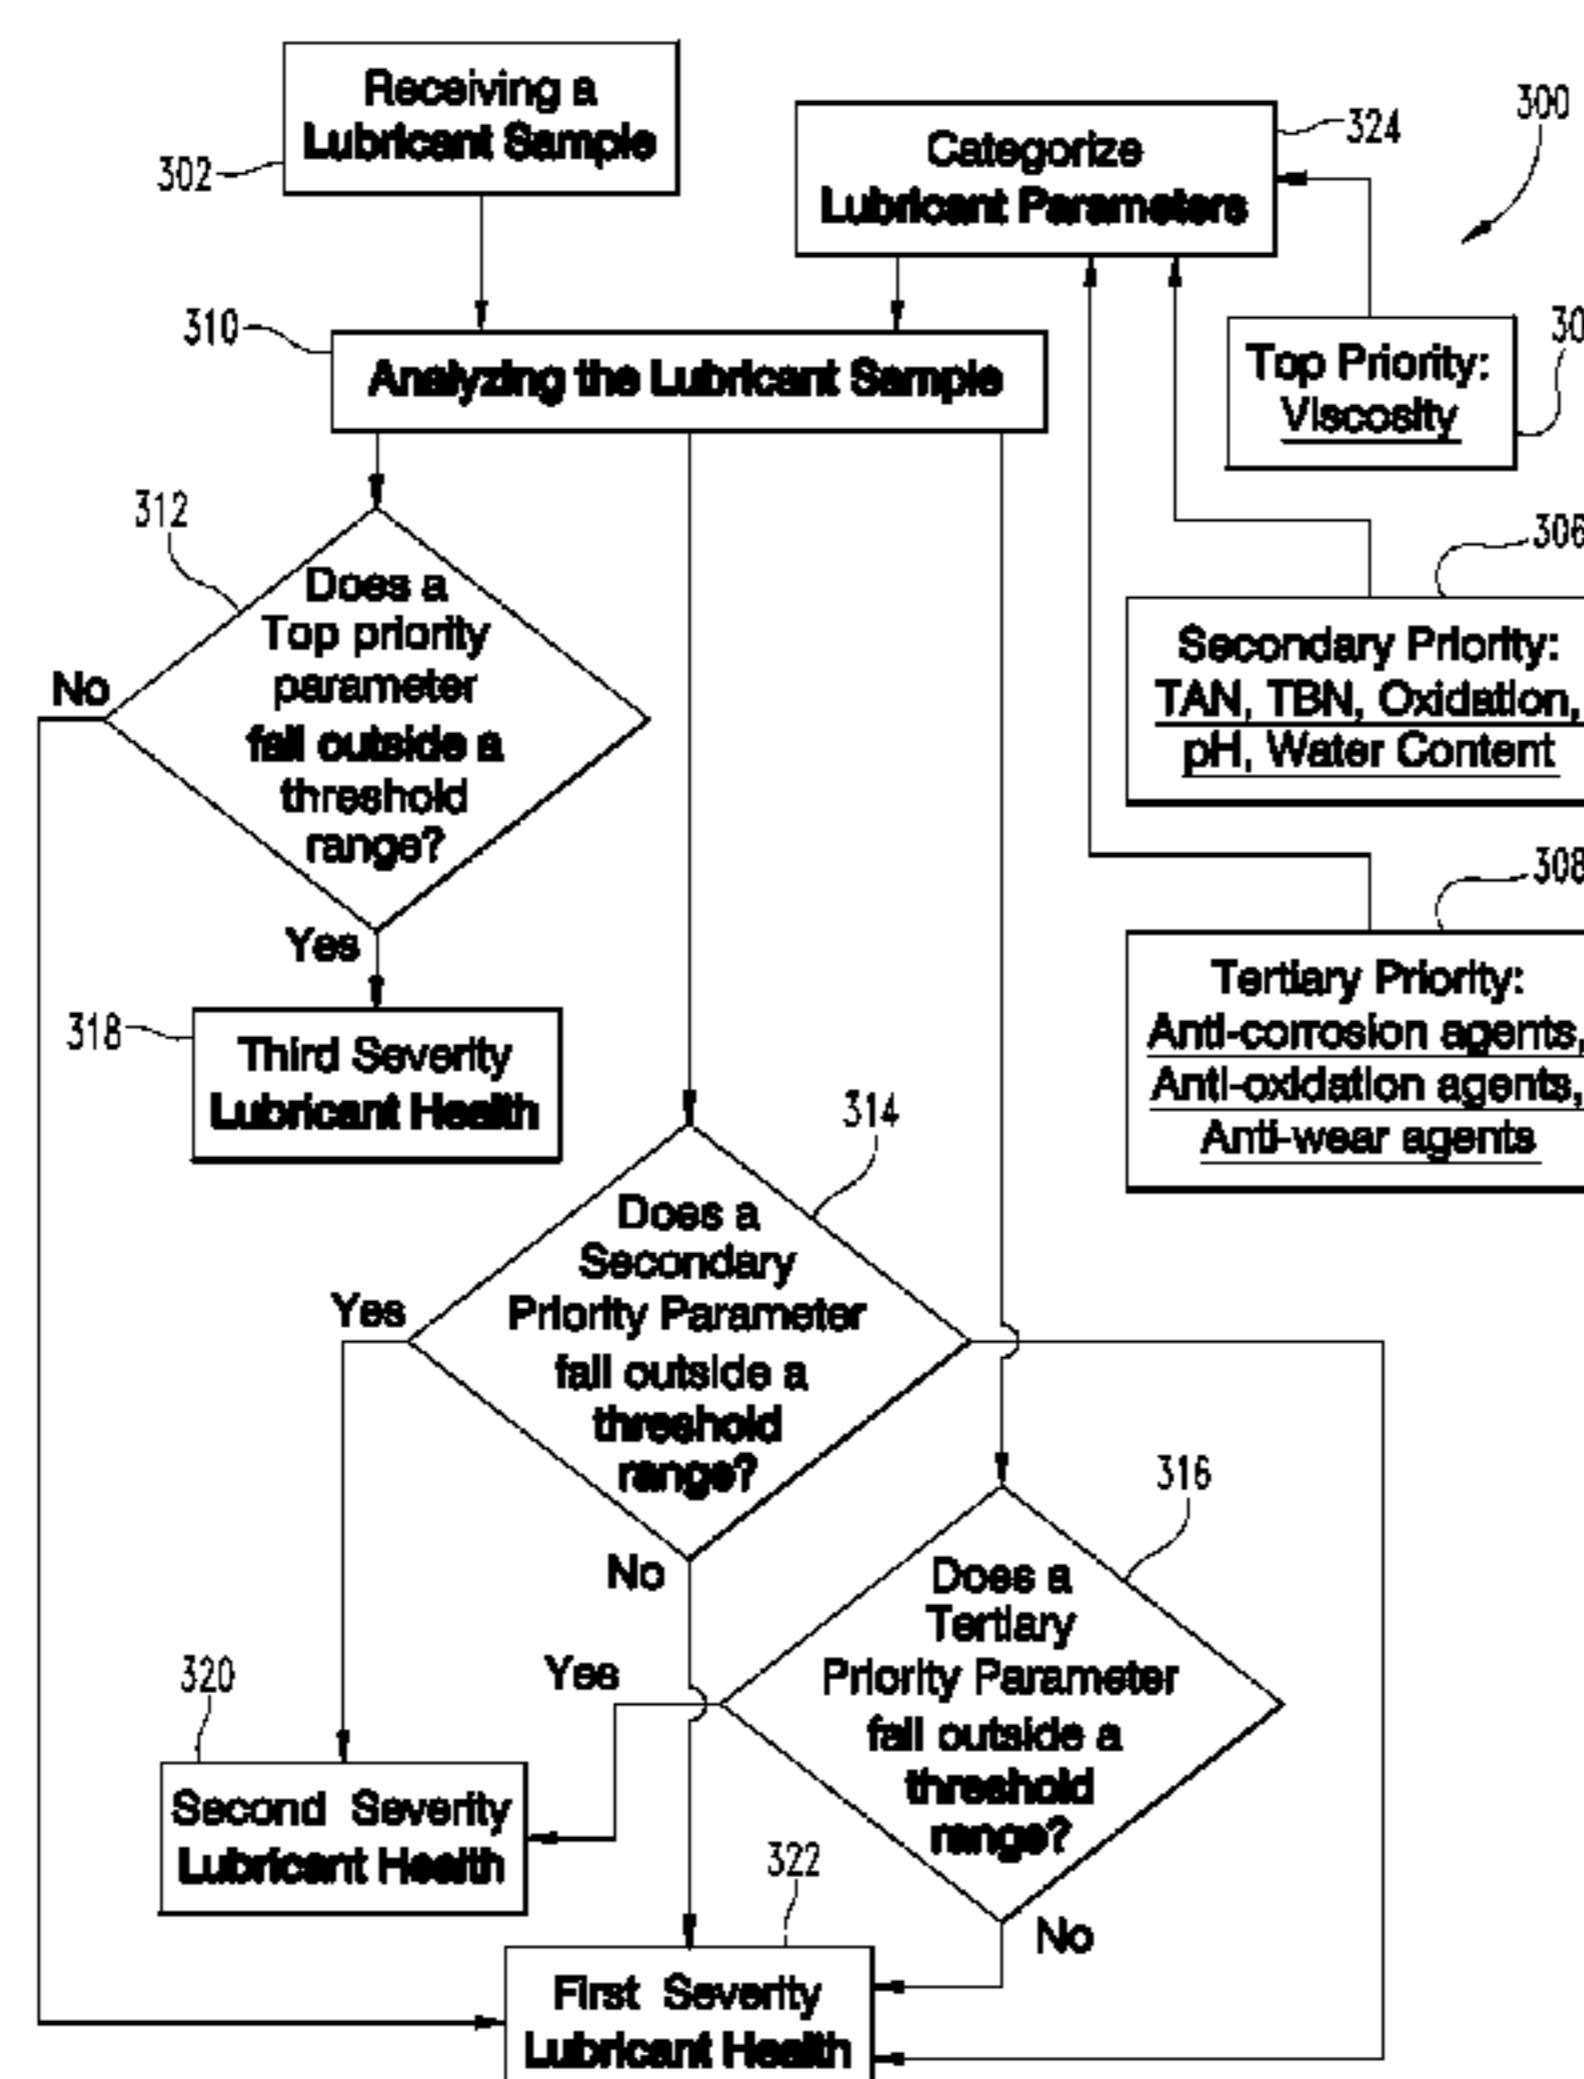 Receiving a
Lubricant Sample
302
Categorize
Lubricant Parameters
324
300
310
Analyzing the Lubricant Sample
Top Priority:
Viscosity
30
312
Does a
Top priority
parameter
fall outside a
threshold
range?
No
Yes
306
Secondary Priority:
TAN, TBN, Oxidation,
pH, Water Content
308
Tertiary Priority:
Anti-corrosion agents,
Anti-oxidation agents,
Anti-wear agents
318
Third Severity
Lubricant Health
314
Does a
Secondary
Priority Parameter
fall outside a
threshold
range?
Yes
No
316
Does a
Tertiary
Priority Parameter
fall outside a
threshold
range?
Yes
No
320
Second Severity
Lubricant Health
322
First Severity
Lubricant Health